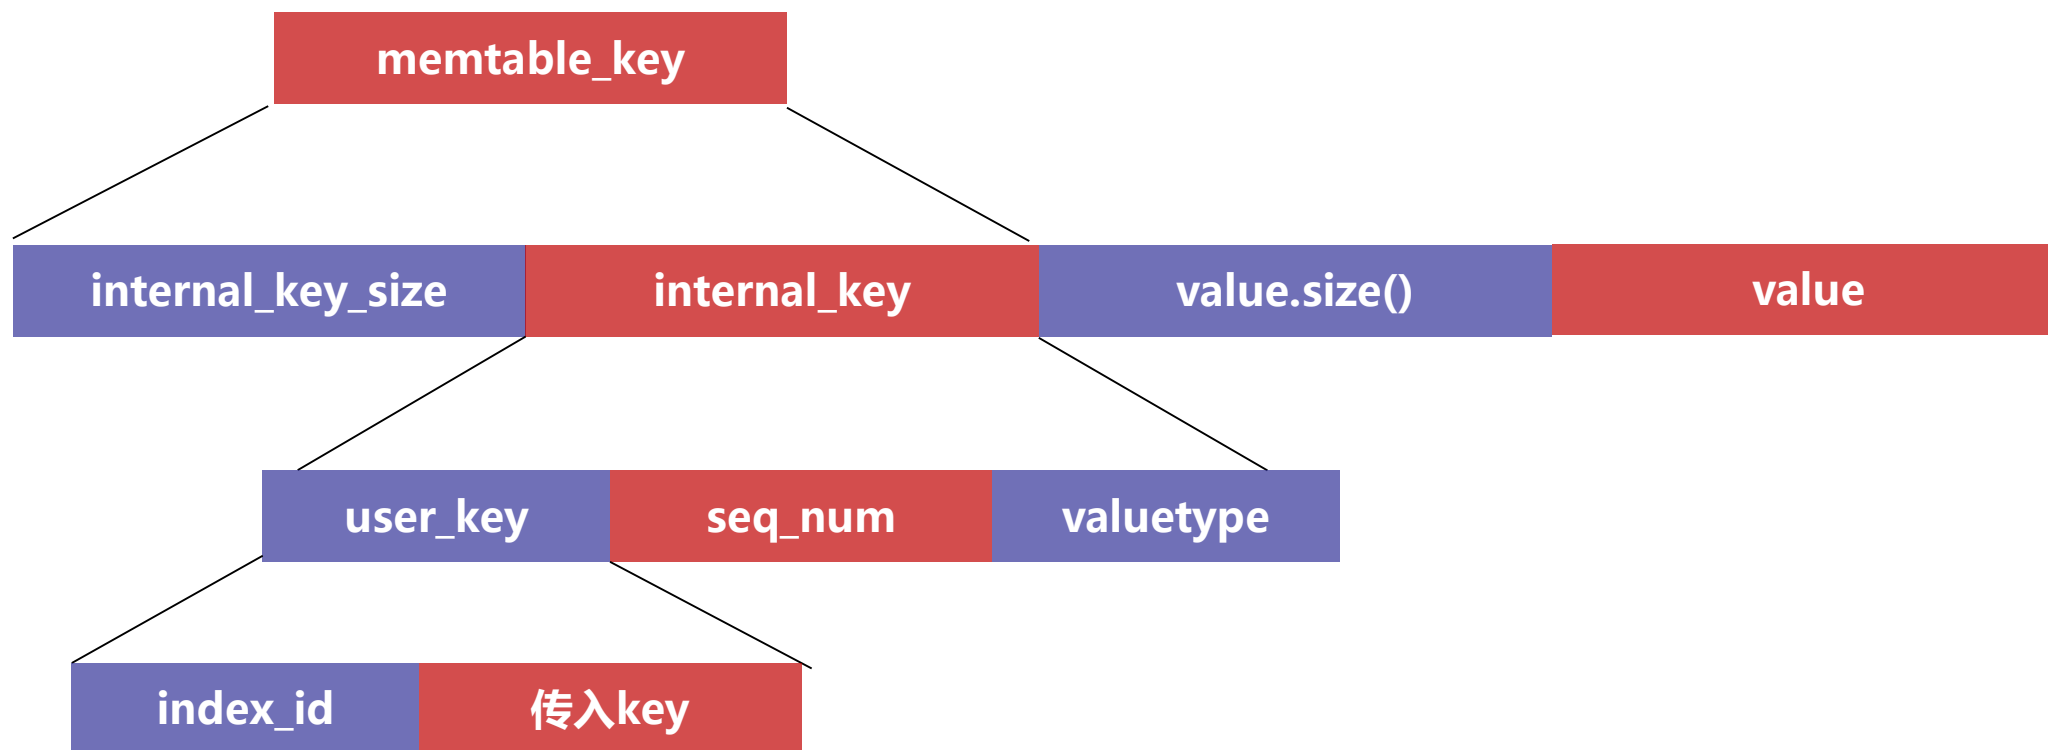 memtable_key
internal_key_size
internal_key
value.size()
value
user_key
seq_num
valuetype
index_id
传入key